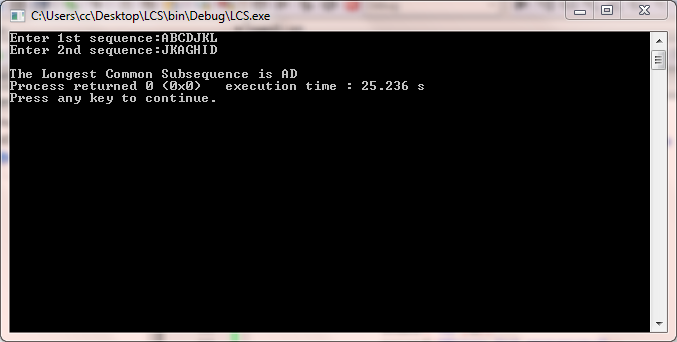 C:\Users\cc\Desktop\LCS\bin\Debug\LCS.exe
Enter 1st sequence:ABCDJKL
Enter 2nd sequence:JKAGHID
The Longest Common Subsequence is AD
Process returned 0 (0x0)   execution time : 25.236 s
Press any key to continue.